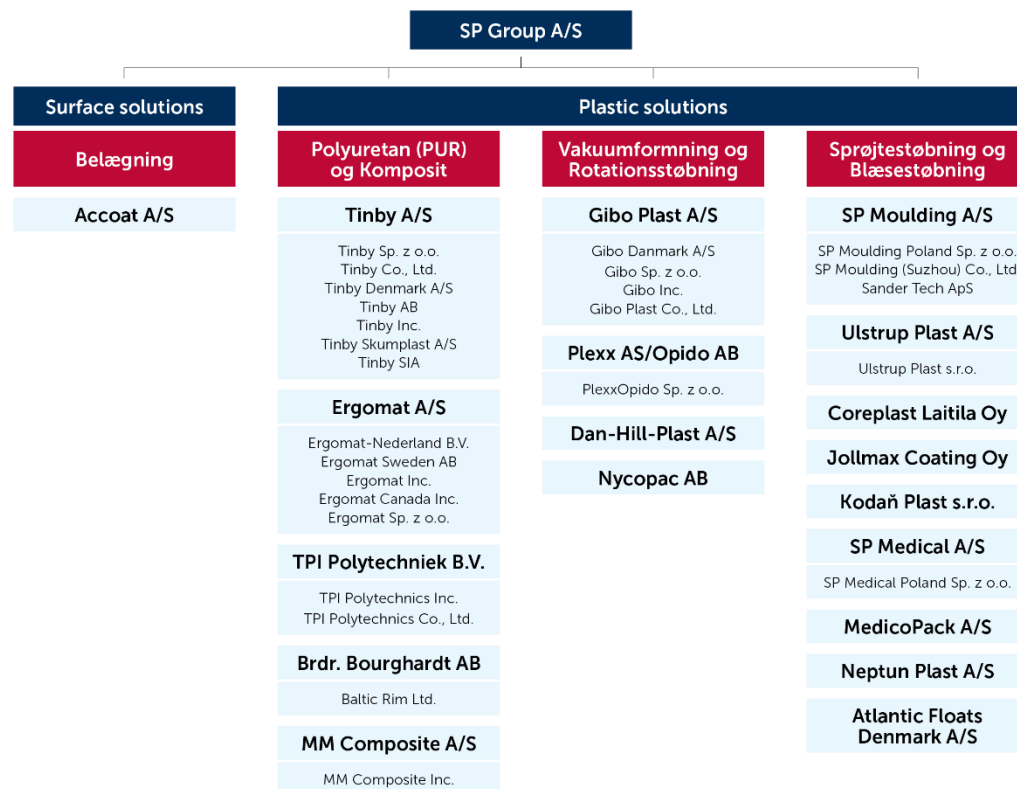 SP Group A/S
Surface solutions
Belægning
Accoat A/S
Plastic solutions
Polyuretan (PUR)
og Komposit
Tinby A/S
Tinby Sp. z o.o.
Tinby Co., Ltd.
Tinby Denmark A/S
Tinby AB
Tinby Inc.
Tinby Skumplast A/S
Tinby SIA
Ergomat A/S
Ergomat-Nederland B.V.
Ergomat Sweden AB
Ergomat Inc.
Ergomat Canada Inc.
Ergomat Sp. z o.o.
TPI Polytechniek B.V.
TPI Polytechnics Inc.
TPI Polytechnics Co., Ltd.
Brdr. Bourghardt AB
Baltic Rim Ltd.
MM Composite A/S
MM Composite Inc.
Vakuumformning og
Rotationsstøbning
Gibo Plast A/S
Gibo Danmark A/S
Gibo Sp. z o.o.
Gibo Inc.
Gibo Plast Co., Ltd.
Plexx AS/Opido AB
PlexxOpido Sp. z o.o.
Dan-Hill-Plast A/S
Nycopac AB
Sprøjtestøbning og
Blæsestøbning
SP Moulding A/S
SP Moulding Poland Sp. z o.o.
SP Moulding (Suzhou) Co., Ltd
Sander Tech ApS
Ulstrup Plast A/S
Ulstrup Plast s.r.o.
Coreplast Laitila Oy
Jollmax Coating Oy
Kodaň Plast s.r.o.
SP Medical A/S
SP Medical Poland Sp. z o.o.
MedicoPack A/S
Neptun Plast A/S
Atlantic Floats
Denmark A/S